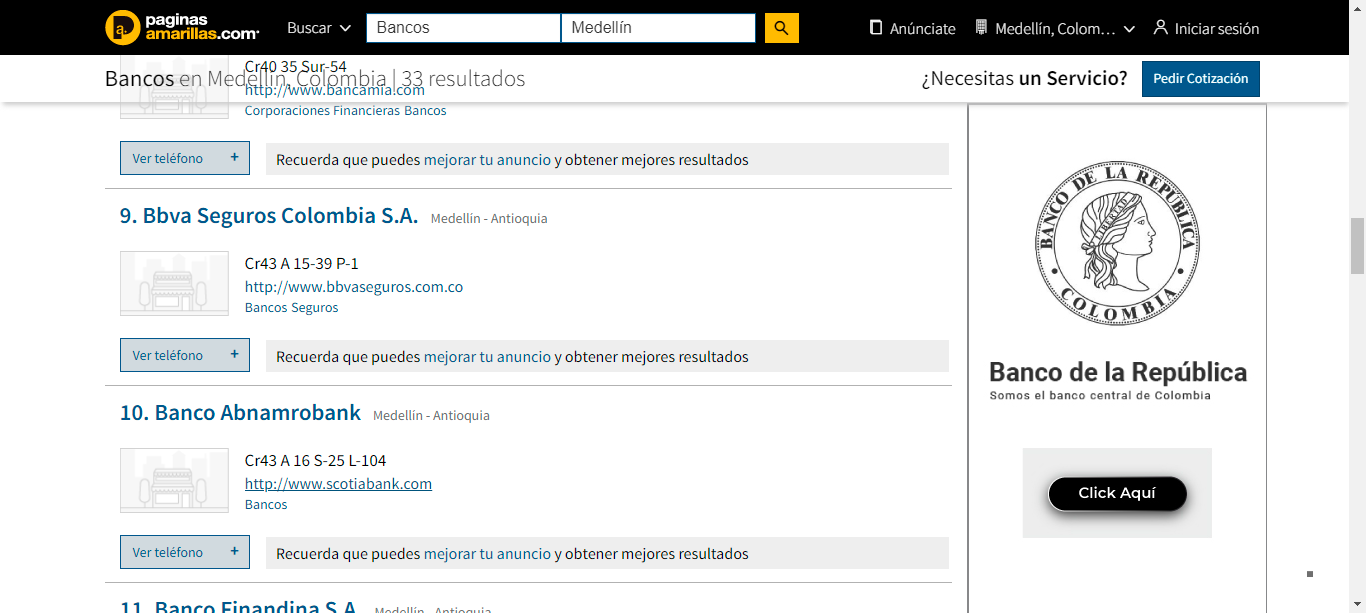 paginas
amarillas.com
Buscar
Bancos
Medellín
Anúnciate
Medellín, Colom...
Iniciar sesión
Bancos en Medellín, Colombia | 33 resultados
¿Necesitas un Servicio?
Pedir Cotización
Cr40 35 Sur-54
http://www.bancamia.com
Corporaciones Financieras Bancos
Ver teléfono +
Recuerda que puedes mejorar tu anuncio y obtener mejores resultados
9. Bbva Seguros Colombia S.A. Medellín - Antioquia
Cr43 A 15-39 P-1
http://www.bbvaseguros.com.co
Bancos Seguros
Ver teléfono +
Recuerda que puedes mejorar tu anuncio y obtener mejores resultados
10. Banco Abnamrobank Medellín - Antioquia
Cr43 A 16 S-25 L-104
http://www.scotiabank.com
Bancos
Ver teléfono +
Recuerda que puedes mejorar tu anuncio y obtener mejores resultados
11. Banco Finandina S.A. Medellín - Antioquia
BANCO DE LA REPÚBLICA
LIBERTAD
COLOMBIA
Banco de la República
Somos el banco central de Colombia
Click Aquí